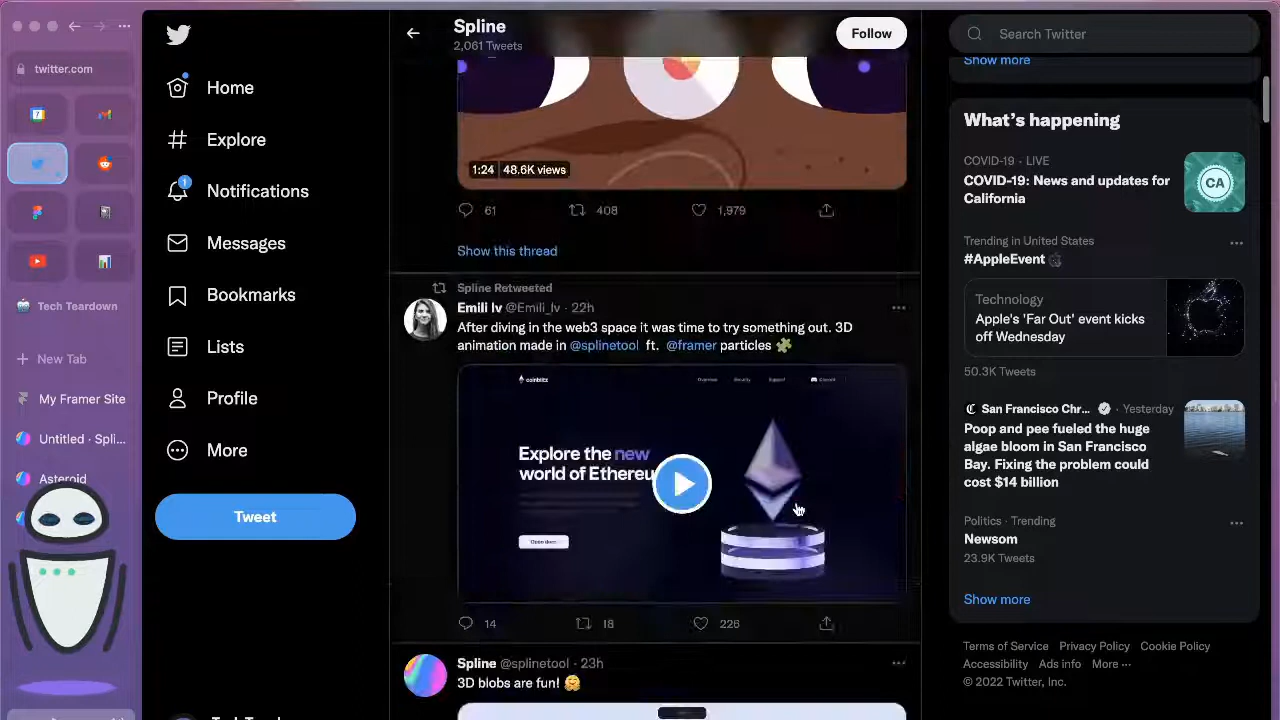 twitter.com
Tech Teardown
New Tab
My Framer Site
Untitled · Spli...
Asteroid
Home
Explore
Notifications
1
Messages
Bookmarks
Lists
Profile
More
Tweet
Spline
2,061 Tweets
Follow
1:24 48.6K views
61 408 1,979
Show this thread
Spline Retweeted
Emili Iv @Emili_Iv · 22h
After diving in the web3 space it was time to try something out. 3D
animation made in @splinetool ft. @framer particles
coinblitz
Overview Security Support Discord
Explore the new
world of Ethereu
14 18 226
Spline @splinetool · 23h
3D blobs are fun!
Search Twitter
Show more
What's happening
COVID-19 · LIVE
COVID-19: News and updates for
California
CA
Trending in United States
#AppleEvent
Technology
Apple's 'Far Out' event kicks
off Wednesday
50.3K Tweets
San Francisco Chr... · Yesterday
Poop and pee fueled the huge
algae bloom in San Francisco
Bay. Fixing the problem could
cost $14 billion
Politics · Trending
Newsom
23.9K Tweets
Show more
Terms of Service Privacy Policy Cookie Policy
Accessibility Ads info More ···
© 2022 Twitter, Inc.